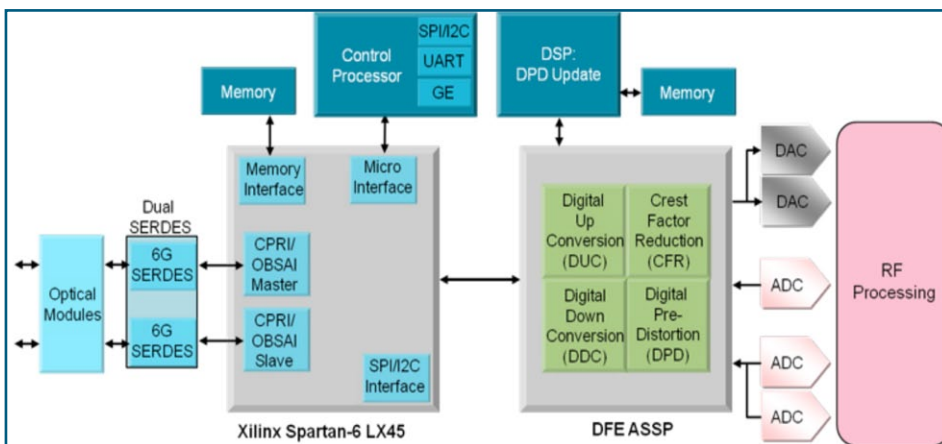 SPI/I2C
Control
Processor
UART
GE
Memory
DSP:
DPD Update
Memory
Memory
Interface
Micro
Interface
DAC
DAC
Dual
SERDES
6G
SERDES
6G
SERDES
Optical
Modules
CPRI/
OBSAI
Master
CPRI/
OBSAI
Slave
SPI/I2C
Interface
Digital
Up
Conversion
(DUC)
Crest
Factor
Reduction
(CFR)
Digital
Down
Conversion
(DDC)
Digital
Pre-
Distortion
(DPD)
ADC
ADC
ADC
RF
Processing
Xilinx Spartan-6 LX45
DFE ASSP